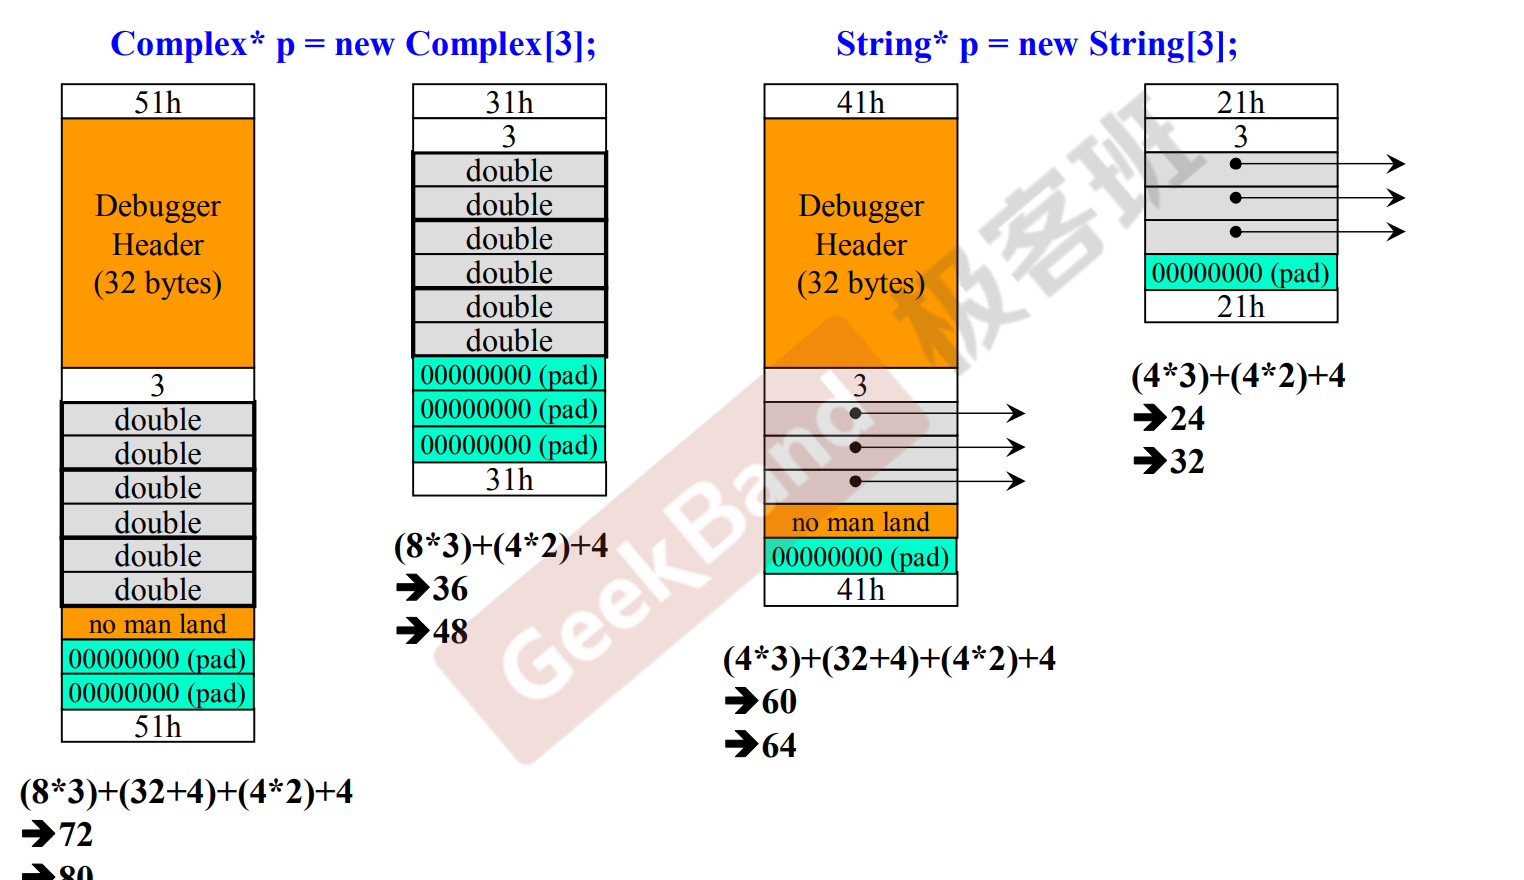 Complex* p = new Complex[3];
51h
Debugger
Header
(32 bytes)
3
double
double
double
double
double
double
no man land
00000000 (pad)
00000000 (pad)
51h
(8*3)+(32+4)+(4*2)+4
➔72
➔80
31h
3
double
double
double
double
double
double
00000000 (pad)
00000000 (pad)
00000000 (pad)
31h
(8*3)+(4*2)+4
➔36
➔48
String* p = new String[3];
41h
Debugger
Header
(32 bytes)
3
no man land
00000000 (pad)
41h
(4*3)+(32+4)+(4*2)+4
➔60
➔64
21h
3
00000000 (pad)
21h
(4*3)+(4*2)+4
➔24
➔32
GeekBand
极客班